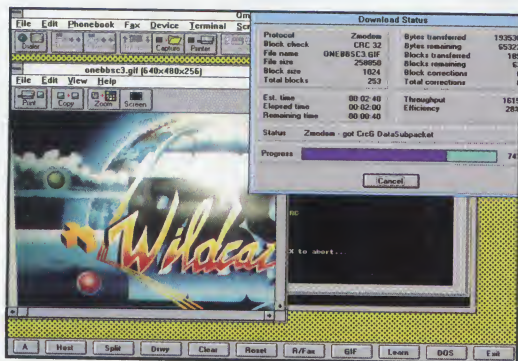 File Edit Phonebook Fax Device Terminal
Dialer
Capture Printer
onebbsc3.gif [640x480x256]
File Edit View Help
Print Copy Zoom Screen
Wildcat
Download Status
Protocol Zmodem Bytes transferred
Block check CRC 32 Bytes remaining
File name ONEBBSC3.GIF Blocks transferred
File size 258050 Blocks remaining
Block size 1024 Block corrections
Total blocks 253 Total corrections
Est. time 00:02:40 Throughput
Elapsed time 00:02:00 Efficiency
Remaining time 00:00:40
Status Zmodem - got CrcG DataSubpacket
Progress
Cancel
X to abort...
A Host Split Drwy Clear Reset R/Fax GIF Learn DOS Exit